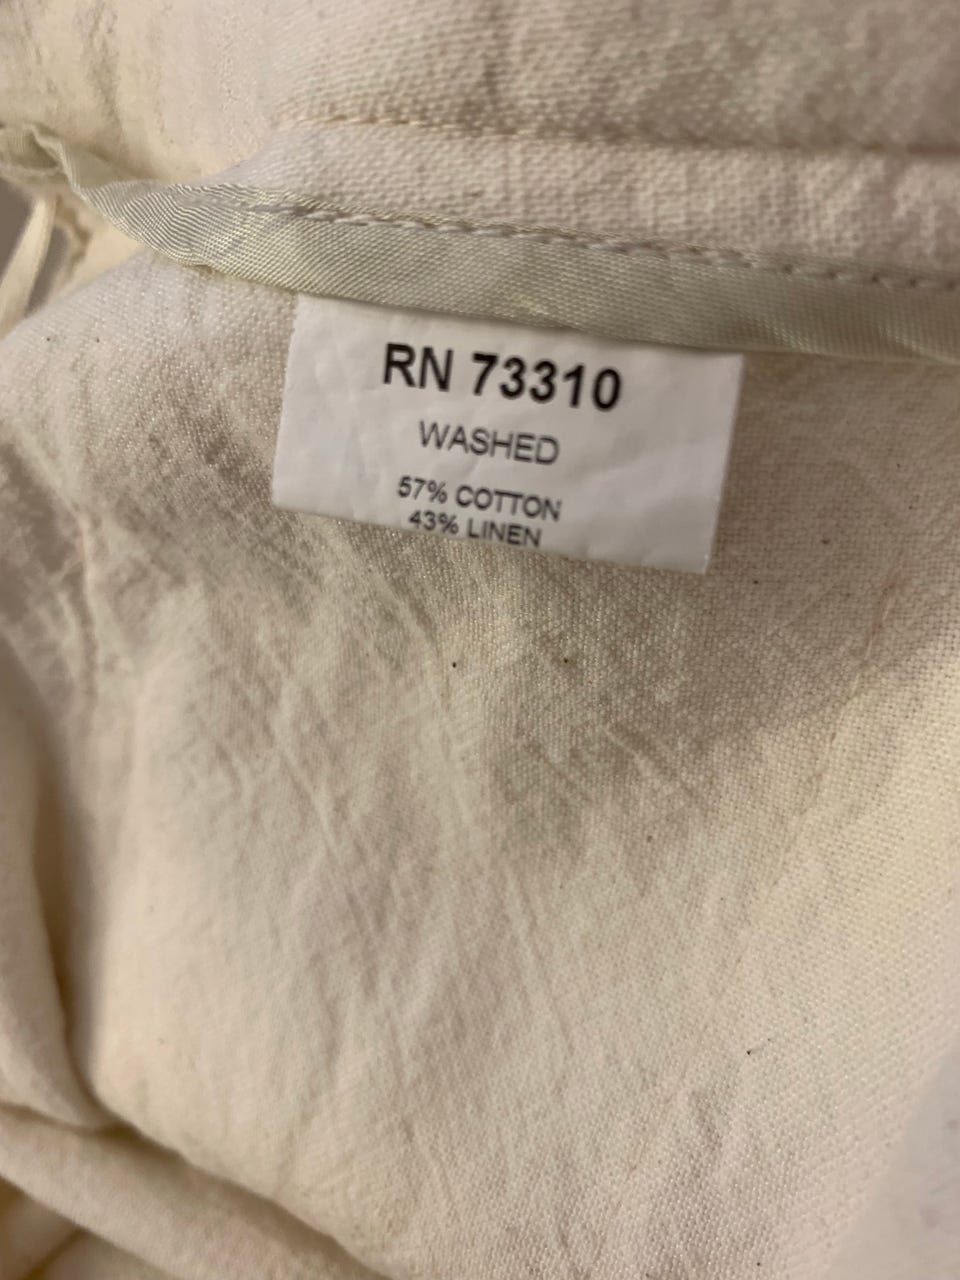 RN 73310
WASHED
57% COTTON
43% LINEN